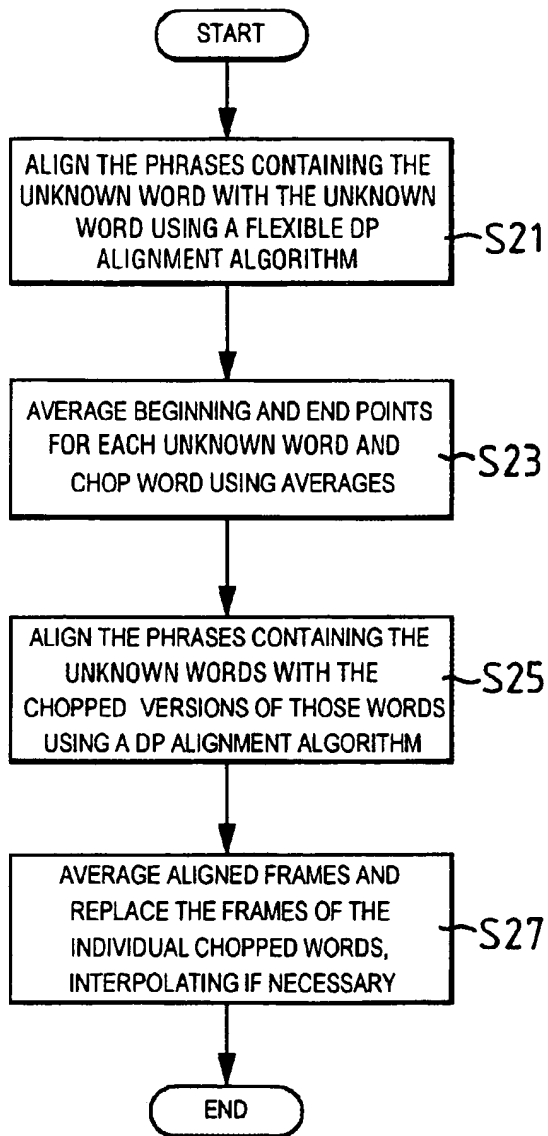 START
ALIGN THE PHRASES CONTAINING THE
UNKNOWN WORD WITH THE UNKNOWN
WORD USING A FLEXIBLE DP
ALIGNMENT ALGORITHM
S21
AVERAGE BEGINNING AND END POINTS
FOR EACH UNKNOWN WORD AND
CHOP WORD USING AVERAGES
S23
ALIGN THE PHRASES CONTAINING THE
UNKNOWN WORDS WITH THE
CHOPPED VERSIONS OF THOSE WORDS
USING A DP ALIGNMENT ALGORITHM
S25
AVERAGE ALIGNED FRAMES AND
REPLACE THE FRAMES OF THE
INDIVIDUAL CHOPPED WORDS,
INTERPOLATING IF NECESSARY
S27
END